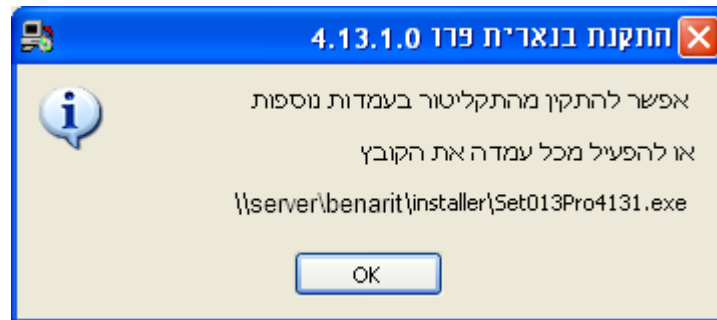 התקנת בנארית פרו 4.13.1.0
אפשר להתקין מהתקליטור בעמדות נוספות
או להפעיל מכל עמדה את הקובץ
\\server\benarit\installer\Set013Pro4131.exe
OK